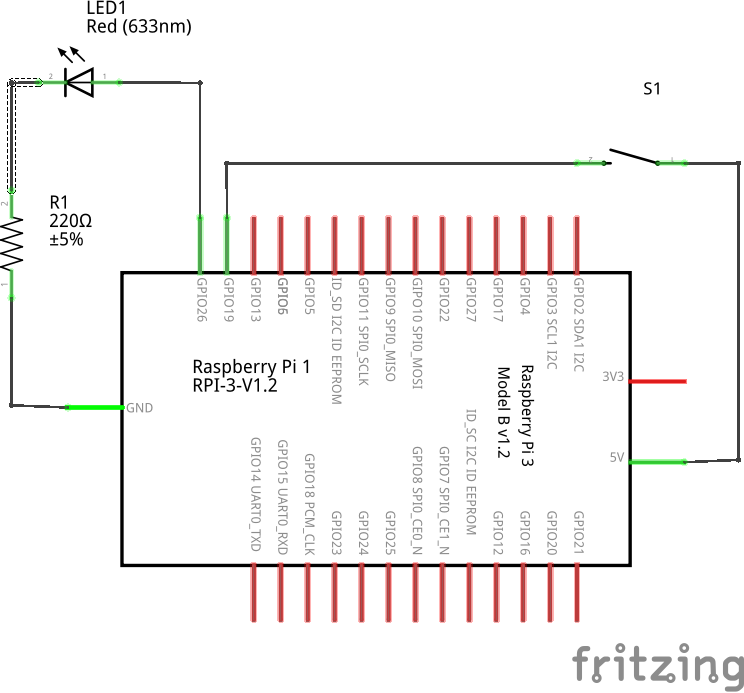 LED1
Red (633nm)
2
1
S1
2
1
2
R1
220Ω
±5%
1
GPIO26
GPIO19
GPIO13
GPIO6
GPIO5
ID_SD I2C ID EEPROM
GPIO11 SPI0_SCLK
GPIO9 SPI0_MISO
GIPO10 SPI0_MOSI
GPIO22
GPIO27
GPIO17
GPIO4
GPIO3 SCL1 I2C
GPIO2 SDA1 I2C
Raspberry Pi 1
RPI-3-V1.2
Raspberry Pi 3
Model B v1.2
3V3
GND
5V
GPIO14 UART0_TXD
GPIO15 UART0_RXD
GPIO18 PCM_CLK
GPIO23
GPIO24
GPIO25
GPIO8 SPI0_CE0_N
GPIO7 SPI0_CE1_N
ID_SC I2C ID EEPROM
GPIO12
GPIO16
GPIO20
GPIO21
fritzing